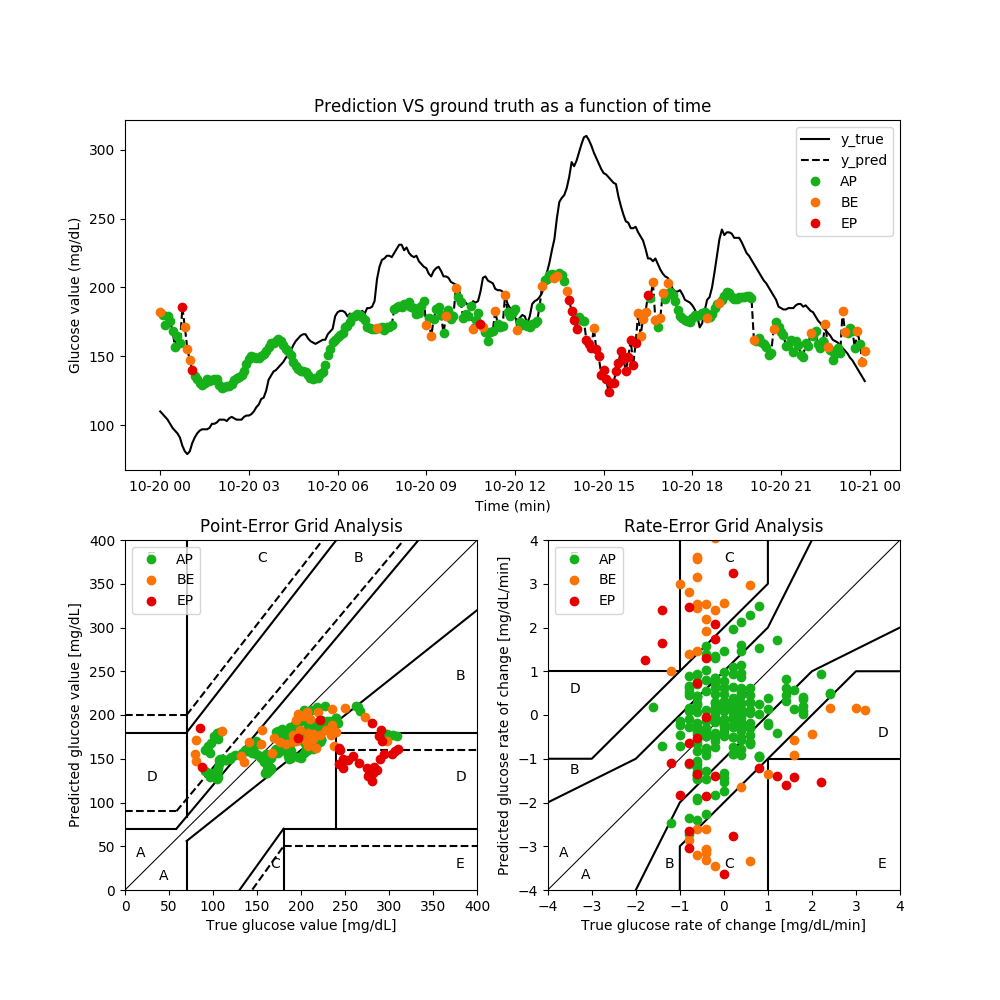 Prediction VS ground truth as a function of time
Glucose value (mg/dL)
300
250
200
150
100
y_true
y_pred
AP
BE
EP
10-20 00 10-20 03 10-20 06 10-20 09 10-20 12 10-20 15 10-20 18 10-20 21 10-21 00
Time (min)
Point-Error Grid Analysis
Predicted glucose value [mg/dL]
400
350
300
250
200
150
100
50
0
AP
BE
EP
C
B
B
D
D
A
A
C
E
0 50 100 150 200 250 300 350 400
True glucose value [mg/dL]
Rate-Error Grid Analysis
Predicted glucose rate of change [mg/dL/min]
4
3
2
1
0
−1
−2
−3
−4
AP
BE
EP
C
D
D
B
A
A
B
C
E
−4 −3 −2 −1 0 1 2 3 4
True glucose rate of change [mg/dL/min]